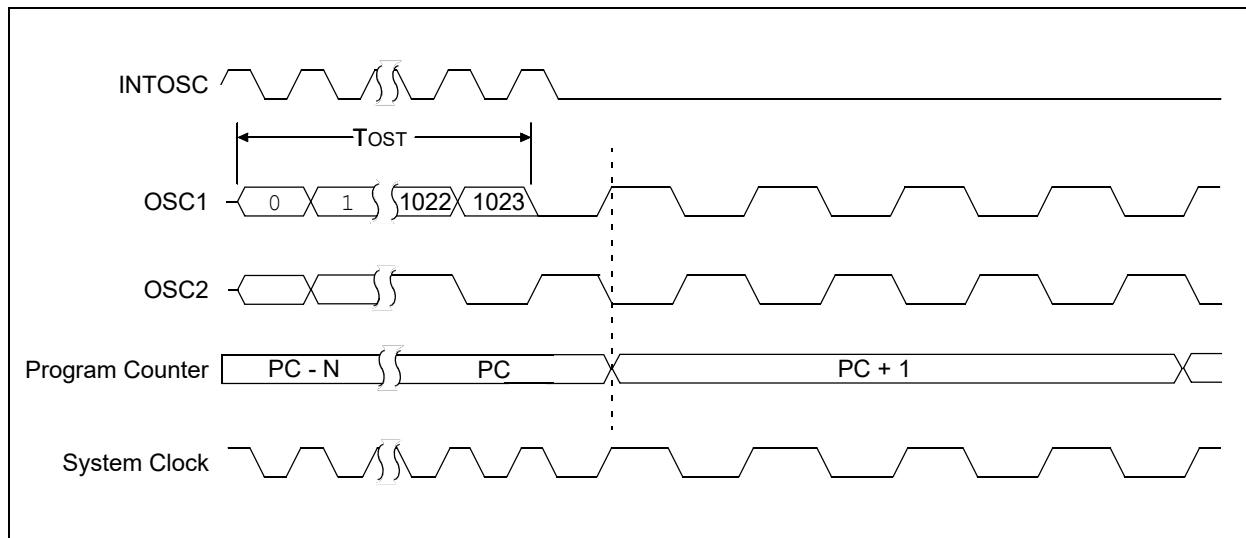 INTOSC
TOST
OSC1 0 1 1022 1023
OSC2
Program Counter PC - N PC PC + 1
System Clock